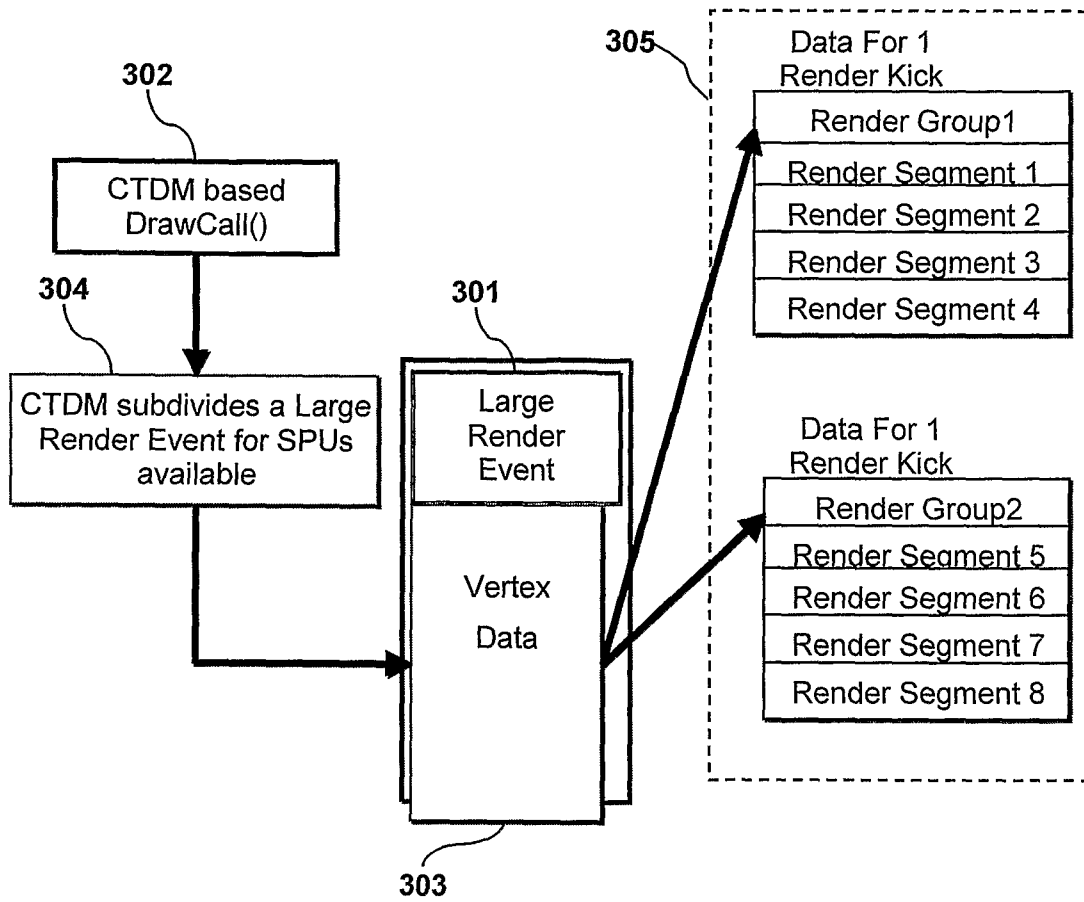 302
CTDM based
DrawCall()
304
CTDM subdivides a Large
Render Event for SPUs
available
301
Large
Render
Event
Vertex
Data
303
305
Data For 1
Render Kick
Render Group1
Render Segment 1
Render Segment 2
Render Segment 3
Render Segment 4
Data For 1
Render Kick
Render Group2
Render Segment 5
Render Segment 6
Render Segment 7
Render Segment 8